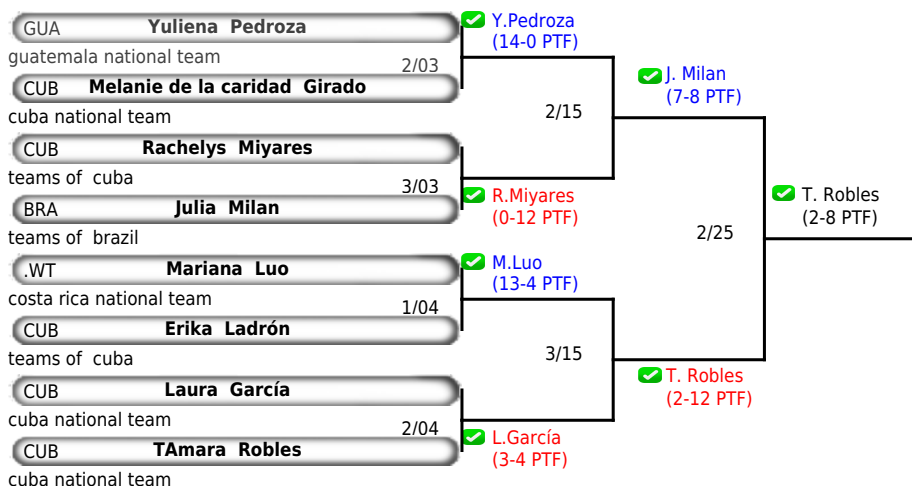 GUA Yuliena Pedroza
guatemala national team
2/03
CUB Melanie de la caridad Girado
cuba national team
CUB Rachelys Miyares
teams of cuba
3/03
BRA Julia Milan
teams of brazil
.WT Mariana Luo
costa rica national team
1/04
CUB Erika Ladrón
teams of cuba
CUB Laura García
cuba national team
2/04
CUB TAmara Robles
cuba national team
Y.Pedroza
(14-0 PTF)
2/15
R.Miyares
(0-12 PTF)
M.Luo
(13-4 PTF)
3/15
L.García
(3-4 PTF)
J. Milan
(7-8 PTF)
2/25
T. Robles
(2-12 PTF)
T. Robles
(2-8 PTF)